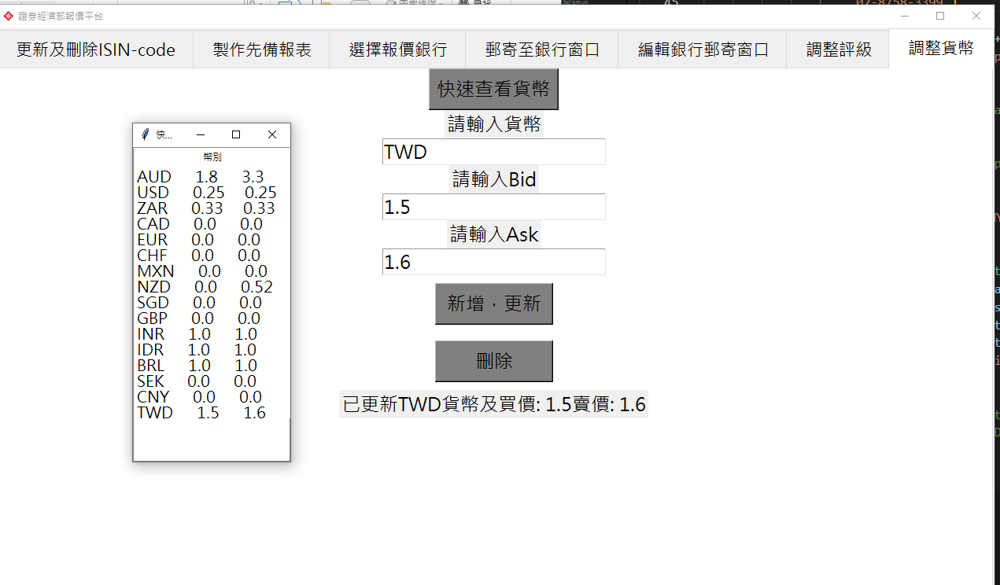 02-8758-3399
45
證券經濟部報價平台
更新及刪除ISIN-code 製作先備報表 選擇報價銀行 郵寄至銀行窗口 編輯銀行郵寄窗口 調整評級 調整貨幣
快速查看貨幣
請輸入貨幣
TWD
請輸入Bid
1.5
請輸入Ask
1.6
新增，更新
刪除
已更新TWD貨幣及買價: 1.5賣價: 1.6
快...
幣別
AUD 1.8 3.3
USD 0.25 0.25
ZAR 0.33 0.33
CAD 0.0 0.0
EUR 0.0 0.0
CHF 0.0 0.0
MXN 0.0 0.0
NZD 0.0 0.52
SGD 0.0 0.0
GBP 0.0 0.0
INR 1.0 1.0
IDR 1.0 1.0
BRL 1.0 1.0
SEK 0.0 0.0
CNY 0.0 0.0
TWD 1.5 1.6